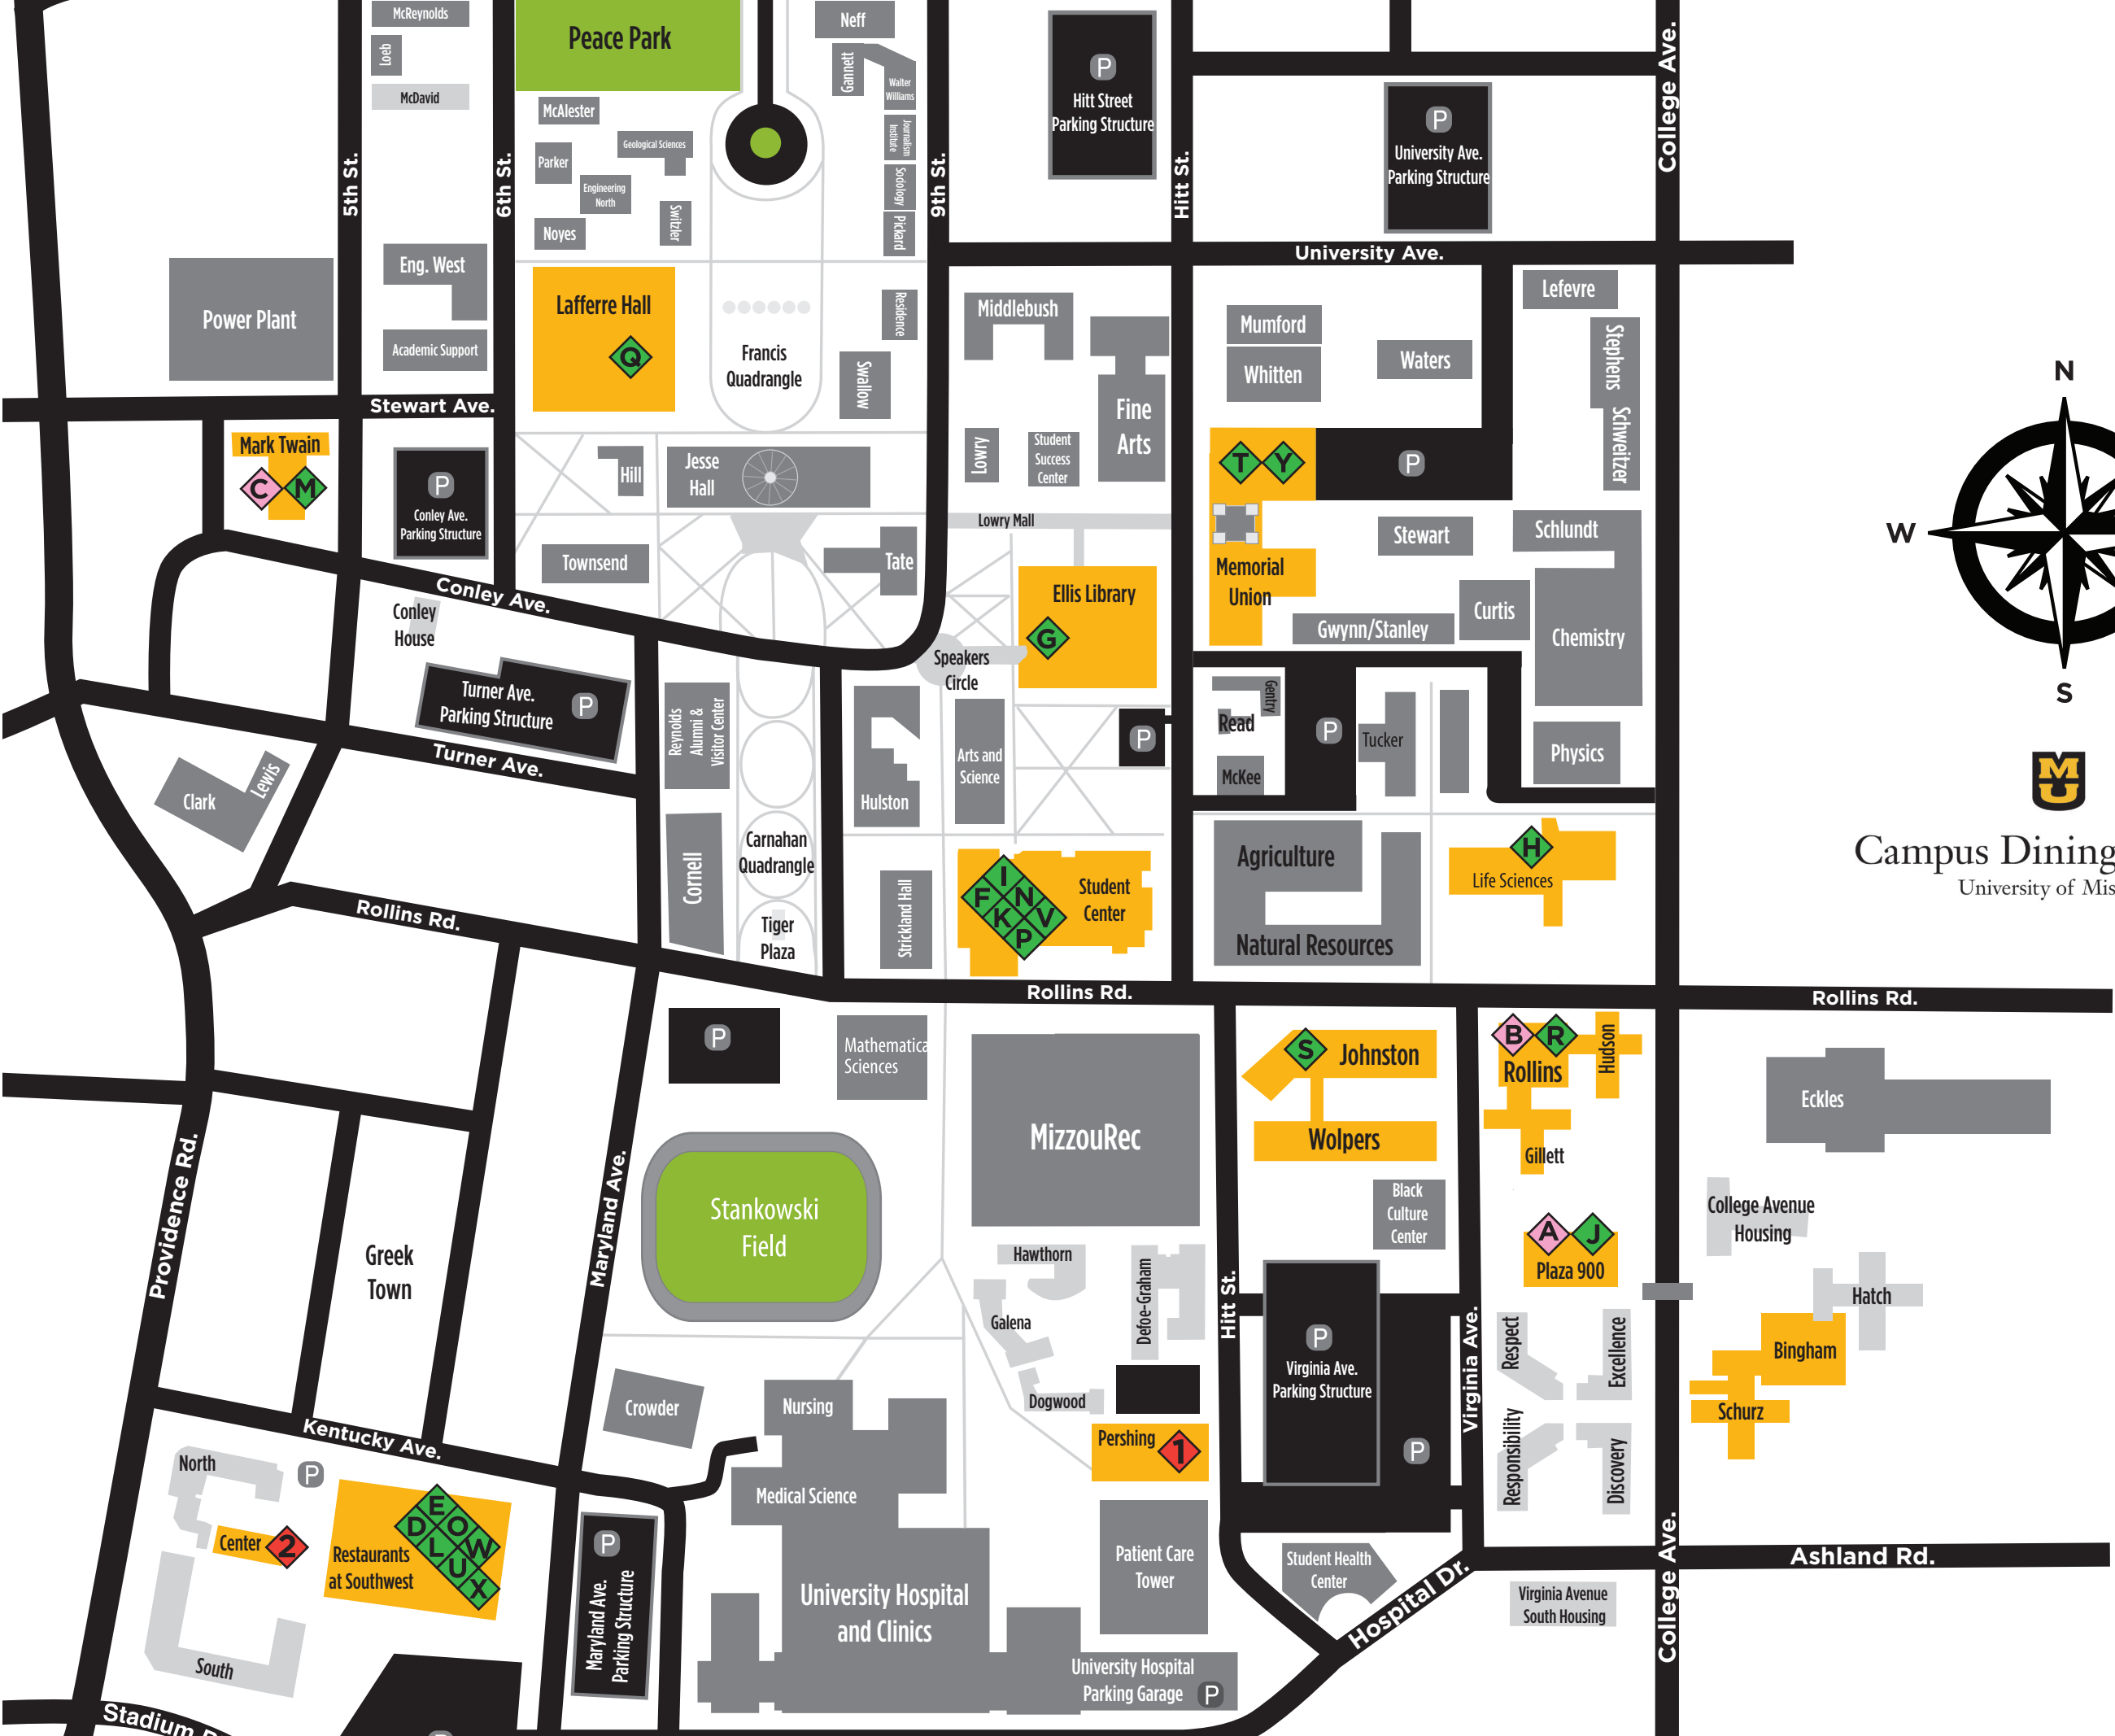 McReynolds
Loeb
McDavid
5th St.
6th St.
Peace Park
McAlester
Parker
Geological Sciences
Engineering
North
Noyes
Switzler
Neff
Gannett
Walter
Williams
Journalism
Institute
Sociology
Pickard
9th St.
P
Hitt Street
Parking Structure
Hitt St.
P
University Ave.
Parking Structure
College Ave.
University Ave.
Power Plant
Eng. West
Academic Support
Stewart Ave.
Lafferre Hall
Q
Francis
Quadrangle
Residence
Swallow
Middlebush
Fine
Arts
Lowry
Student
Success
Center
Mumford
Whitten
Waters
Lefevre
Stephens
Schweitzer
N
W
S
Mark Twain
C
M
P
Conley Ave.
Parking Structure
Hill
Jesse
Hall
Lowry Mall
Townsend
Tate
T
Y
P
Memorial
Union
Stewart
Schlundt
Curtis
Gwynn/Stanley
Chemistry
Conley Ave.
Conley
House
Ellis Library
G
Speakers
Circle
Turner Ave.
Parking Structure
P
Turner Ave.
Reynolds
Alumni &
Visitor Center
Hulston
Arts and
Science
P
Gentry
Read
McKee
P
Tucker
Physics
Clark
Lewis
Cornell
Carnahan
Quadrangle
Tiger
Plaza
Strickland Hall
I
F
N
K
V
P
Student
Center
Agriculture
Natural Resources
H
Life Sciences
MU
Campus Dining
University of Mis
Rollins Rd.
Rollins Rd.
Rollins Rd.
P
Mathematica
Sciences
MizzouRec
S
Johnston
Wolpers
B
R
Rollins
Hudson
Gillett
Eckles
Providence Rd.
Maryland Ave.
Greek
Town
Stankowski
Field
Black
Culture
Center
A
J
Plaza 900
College Avenue
Housing
Hatch
Bingham
Schurz
Hawthorn
Galena
Defoe-Graham
Dogwood
Hitt St.
P
Virginia Ave.
Parking Structure
P
Virginia Ave.
Respect
Excellence
Responsibility
Discovery
Kentucky Ave.
Crowder
Nursing
Medical Science
Pershing
1
North
P
Center
2
South
Restaurants
at Southwest
E
D
O
L
W
U
X
P
Maryland Ave.
Parking Structure
University Hospital
and Clinics
Patient Care
Tower
University Hospital
Parking Garage
P
Student Health
Center
Hospital Dr.
Ashland Rd.
Virginia Avenue
South Housing
College Ave.
Stadium